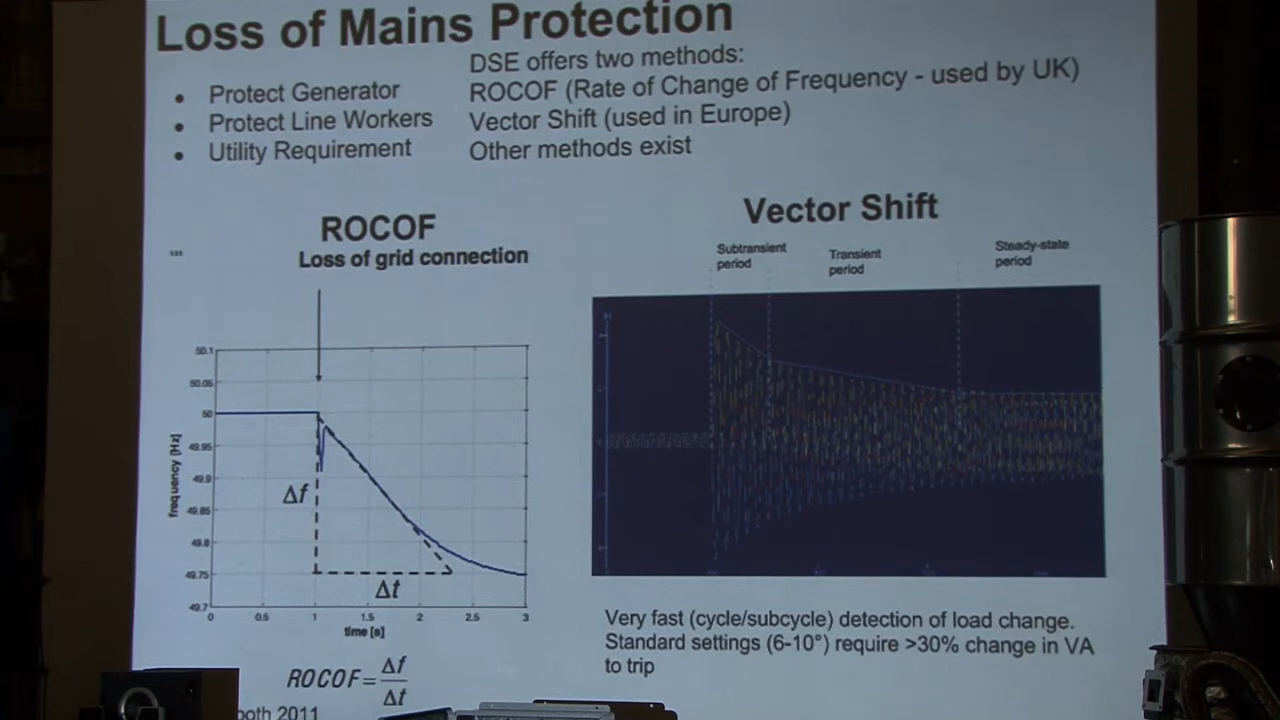 Loss of Mains Protection
• Protect Generator
• Protect Line Workers
• Utility Requirement
DSE offers two methods:
ROCOF (Rate of Change of Frequency - used by UK)
Vector Shift (used in Europe)
Other methods exist
ROCOF
Loss of grid connection
50.1
50.05
50
49.95
49.9
49.85
49.8
49.75
49.7
frequency [Hz]
Δf
Δt
0 0.5 1 1.5 2 2.5 3
time [s]
ROCOF = Δf
Δt
ooth 2011
Vector Shift
Subtransient
period
Transient
period
Steady-state
period
Very fast (cycle/subcycle) detection of load change.
Standard settings (6-10°) require >30% change in VA
to trip